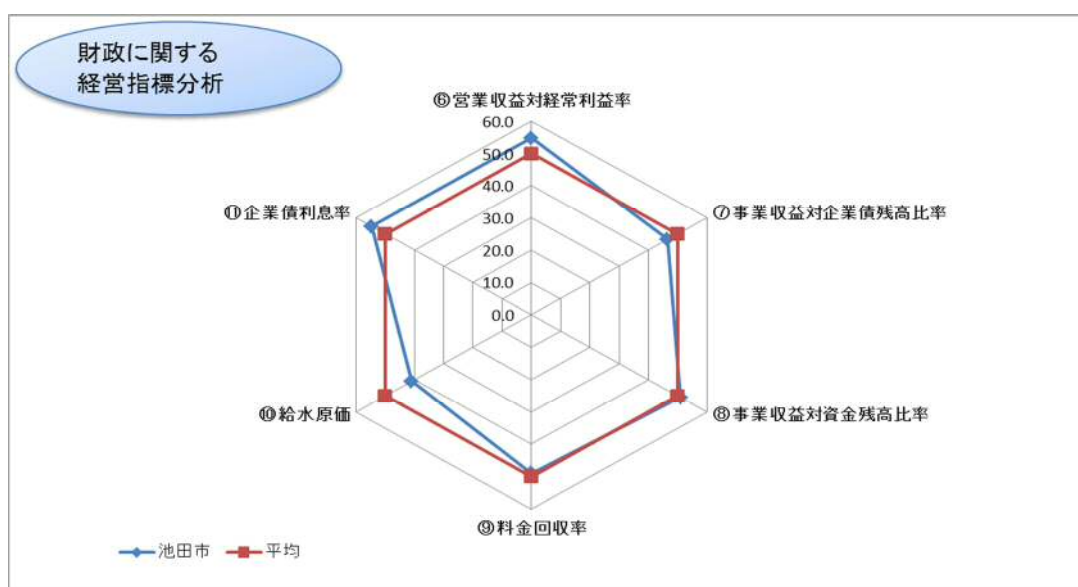 財政に関する
経営指標分析
⑥営業収益対経常利益率
60.0
50.0
40.0
30.0
20.0
10.0
0.0
⑪企業債利息率
⑦事業収益対企業債残高比率
⑩給水原価
⑧事業収益対資金残高比率
⑨料金回収率
池田市 平均